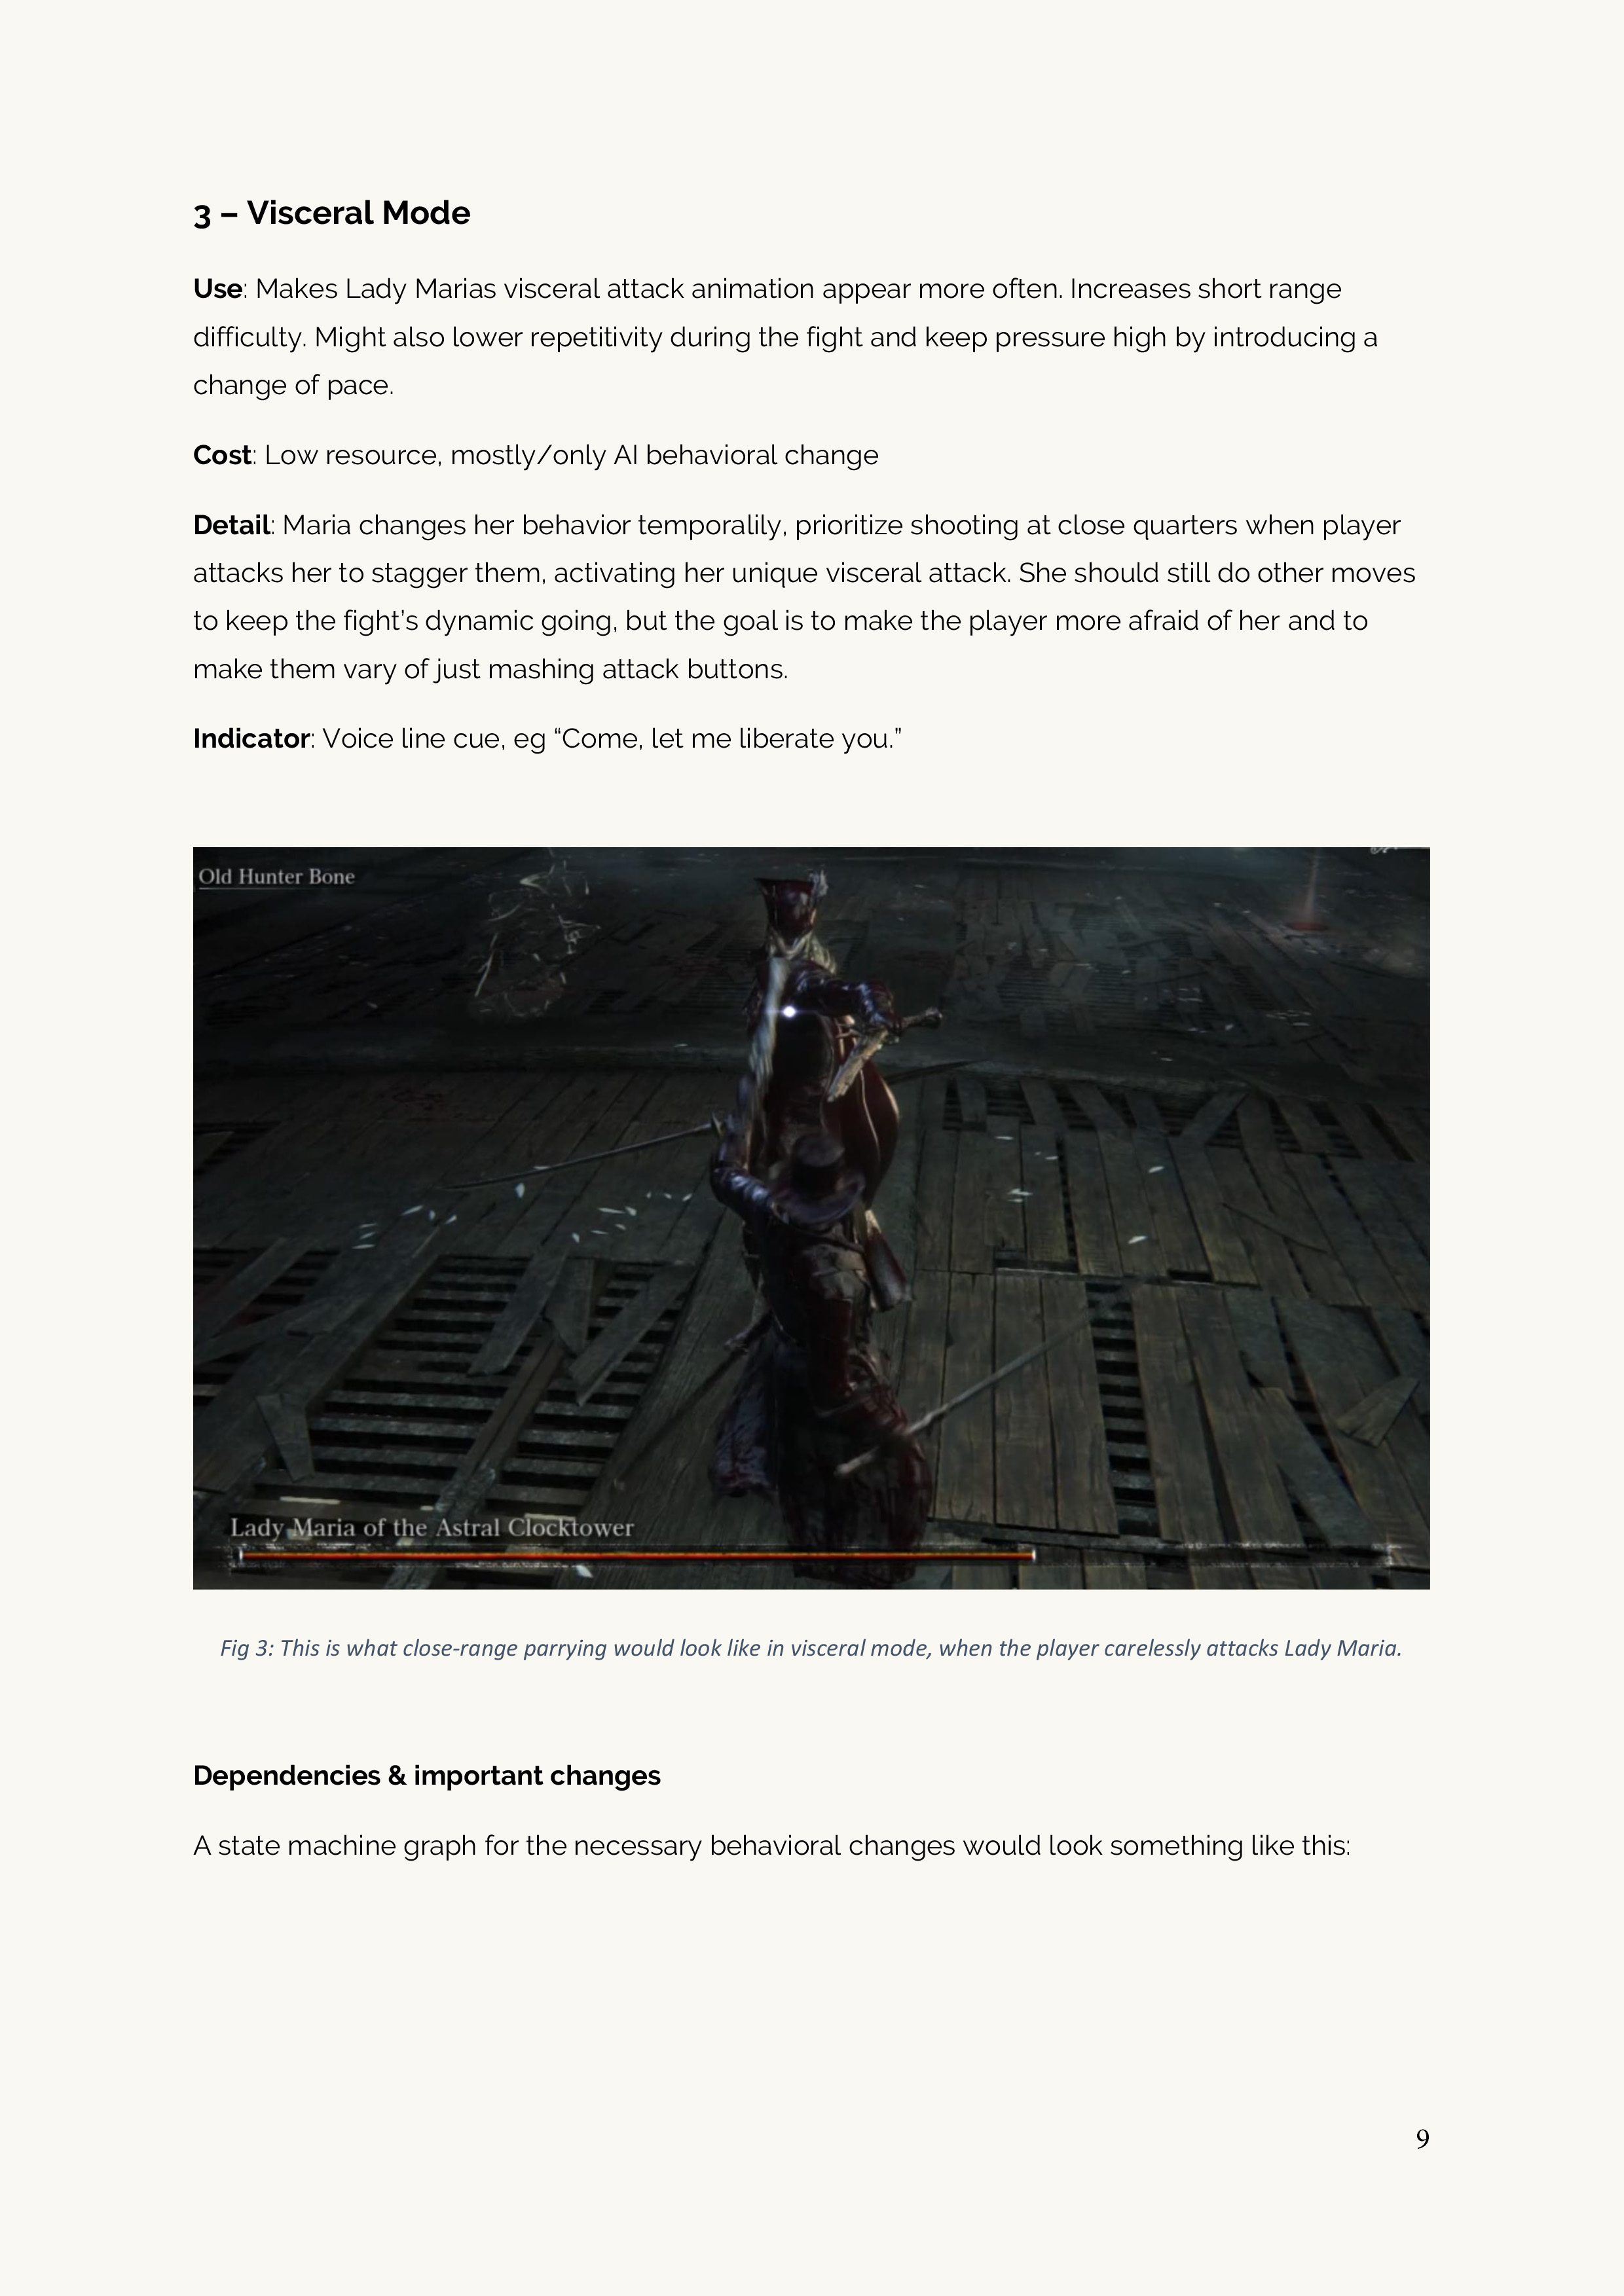 3 – Visceral Mode
Use: Makes Lady Marias visceral attack animation appear more often. Increases short range
difficulty. Might also lower repetitivity during the fight and keep pressure high by introducing a
change of pace.
Cost: Low resource, mostly/only AI behavioral change
Detail: Maria changes her behavior temporalily, prioritize shooting at close quarters when player
attacks her to stagger them, activating her unique visceral attack. She should still do other moves
to keep the fight’s dynamic going, but the goal is to make the player more afraid of her and to
make them vary of just mashing attack buttons.
Indicator: Voice line cue, eg “Come, let me liberate you.”
Old Hunter Bone
Lady Maria of the Astral Clocktower
Fig 3: This is what close-range parrying would look like in visceral mode, when the player carelessly attacks Lady Maria.
Dependencies & important changes
A state machine graph for the necessary behavioral changes would look something like this:
9